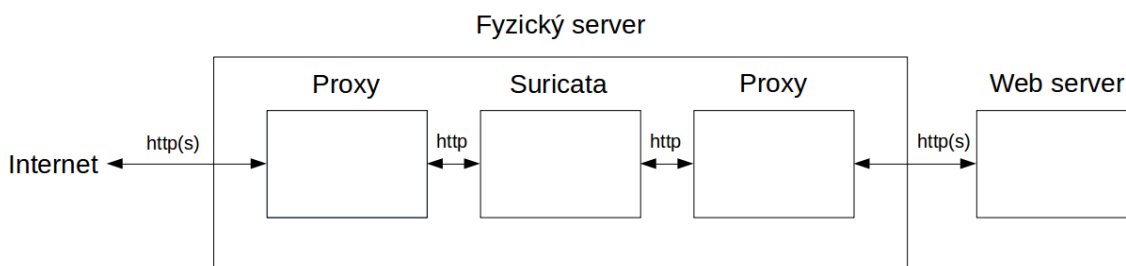 Fyzický server
Proxy
Suricata
Proxy
Web server
http(s)
http
http
http(s)
Internet